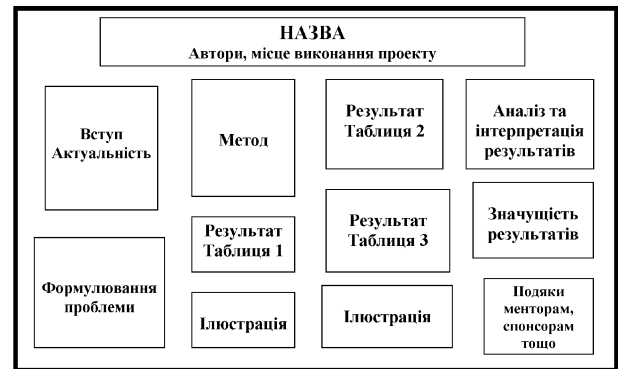 НАЗВА
Автори, місце виконання проекту
Вступ
Актуальність
Формулювання
проблеми
Метод
Результат
Таблиця 1
Ілюстрація
Результат
Таблиця 2
Результат
Таблиця 3
Ілюстрація
Аналіз та
інтерпретація
результатів
Значущість
результатів
Подяки
менторам,
спонсорам
тощо